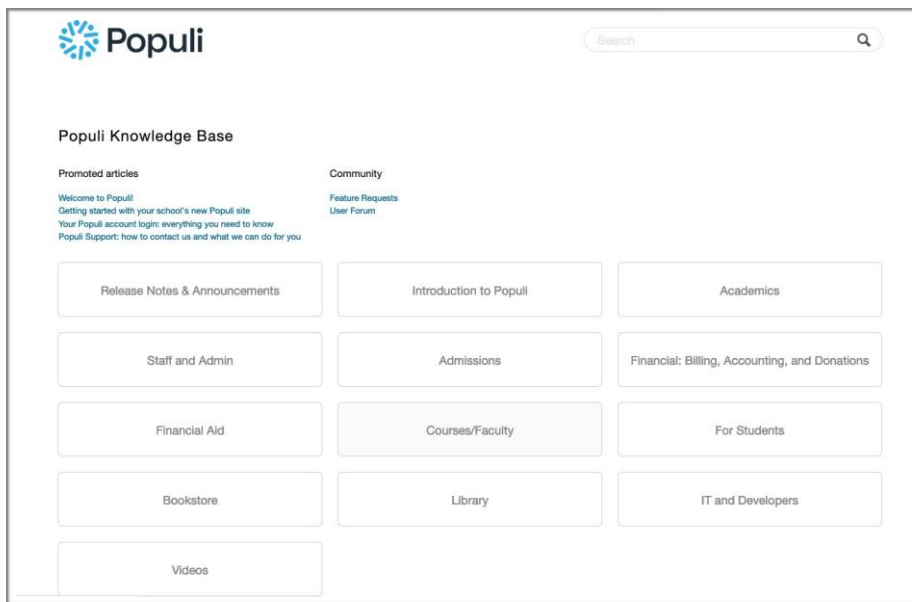 Populi
Search
Populi Knowledge Base
Promoted articles
Community
Welcome to Populi!
Feature Requests
Getting started with your school's new Populi site
User Forum
Your Populi account login: everything you need to know
Populi Support: how to contact us and what we can do for you
Release Notes & Announcements
Introduction to Populi
Academics
Staff and Admin
Admissions
Financial: Billing, Accounting, and Donations
Financial Aid
Courses/Faculty
For Students
Bookstore
Library
IT and Developers
Videos